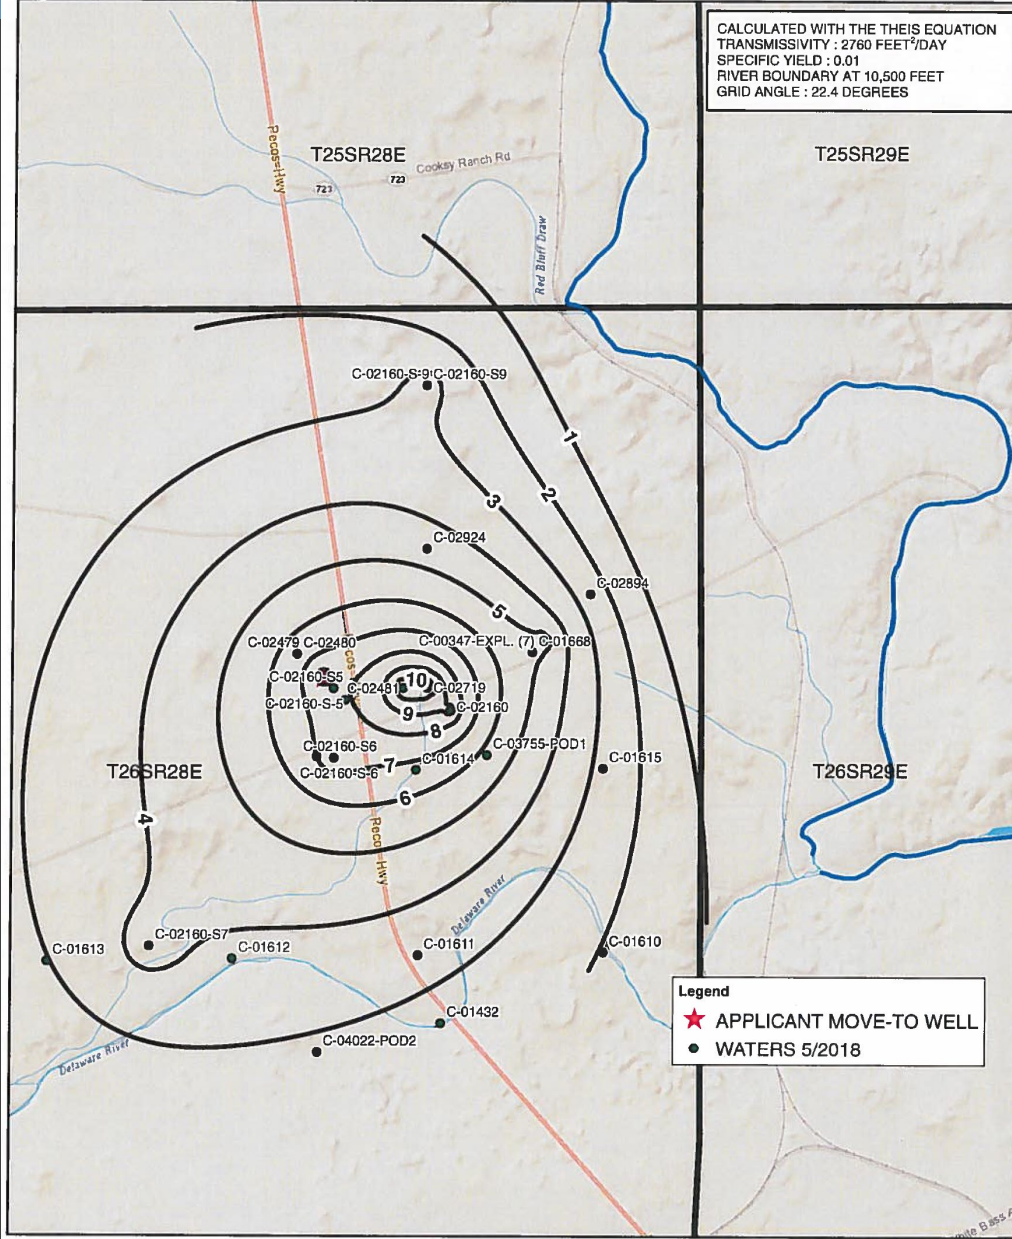 CALCULATED WITH THE THEIS EQUATION
TRANSMISSIVITY : 2760 FEET²/DAY
SPECIFIC YIELD : 0.01
RIVER BOUNDARY AT 10,500 FEET
GRID ANGLE : 22.4 DEGREES
Pecos=Hwy
T25SR28E
T25SR29E
Cooksy Ranch Rd
723
723
Red Bluff Draw
C-02160-S-9
C-02160-S9
1
2
3
C-02924
C-02894
5
C-02479
C-02480
C-00347-EXPL. (7)
C-01668
C-02160-S5
C-02481
10
C-02719
C-02160-S-5
9
C-02160
8
C-02160-S6
C-03755-POD1
C-02160-S-6
7
C-01614
C-01615
T26SR28E
T26SR29E
6
4
Pecos=Hwy
Delaware River
C-02160-S7
C-01613
C-01612
C-01611
C-01610
C-01432
C-04022-POD2
Delaware River
Legend
APPLICANT MOVE-TO WELL
WATERS 5/2018